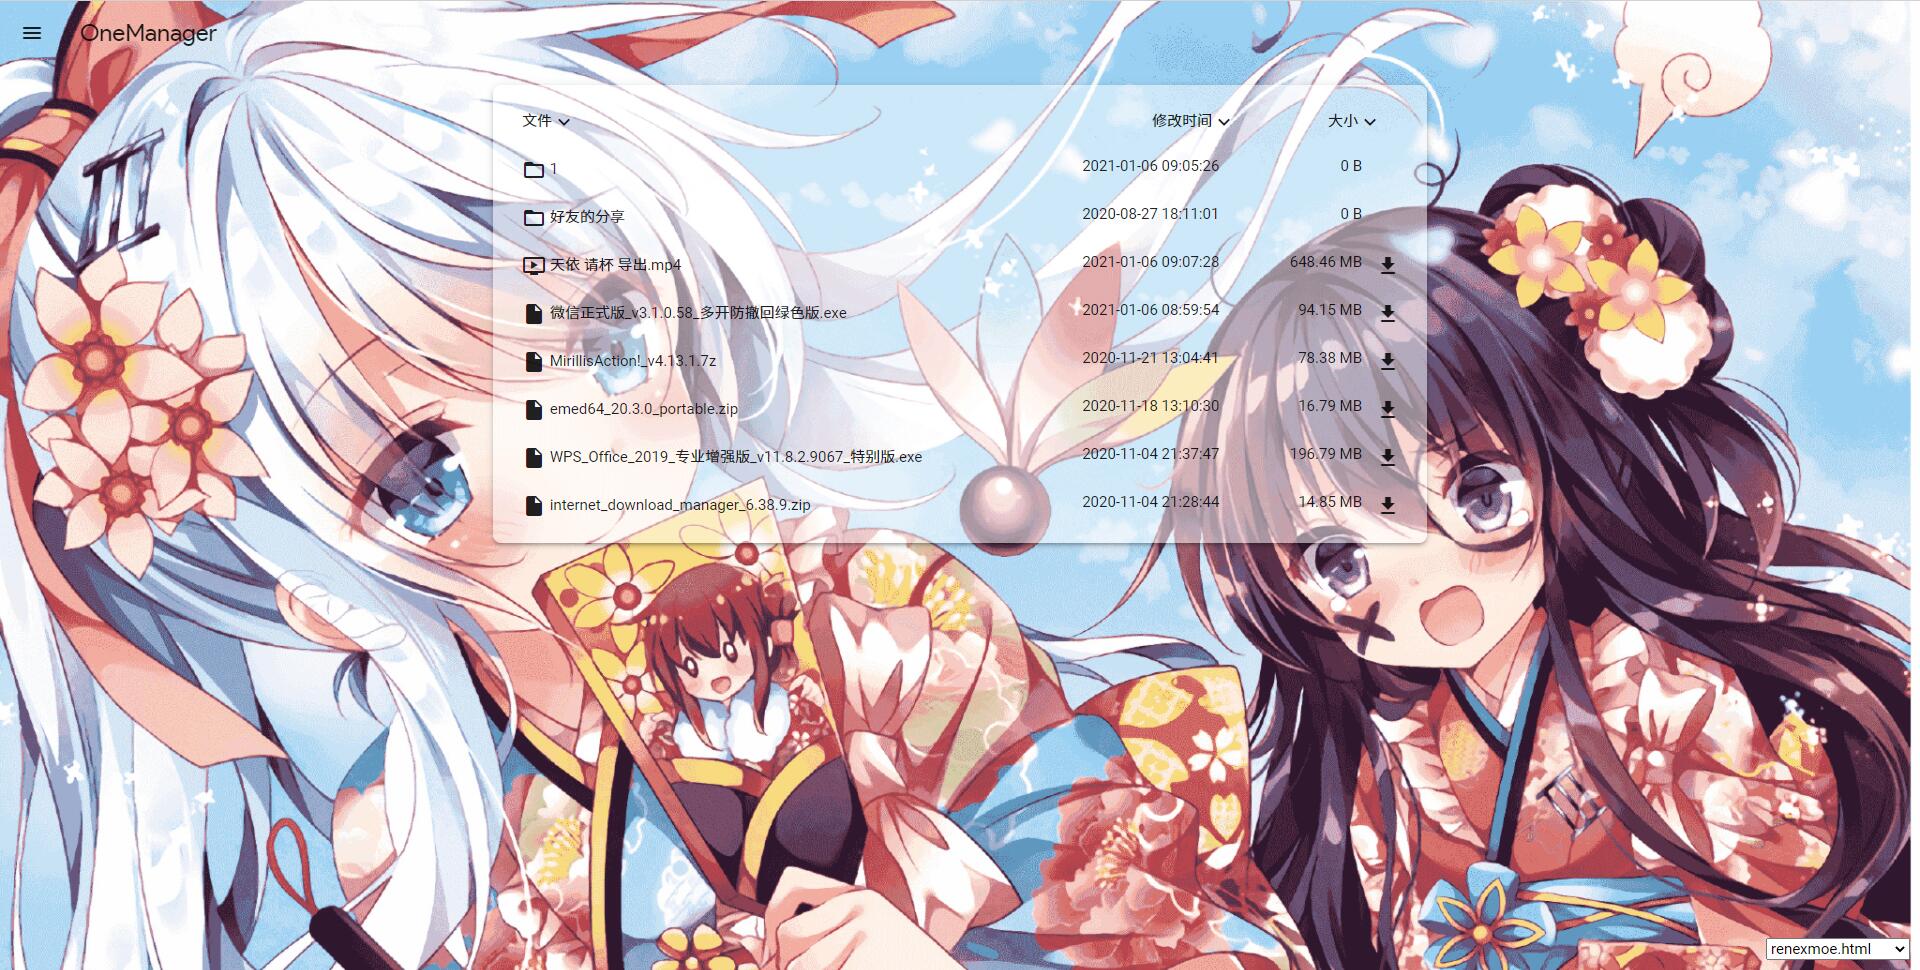 OneManager
文件 修改时间 大小
1 2021-01-06 09:05:26 0 B
好友的分享 2020-08-27 18:11:01 0 B
天依 请杯 导出.mp4 2021-01-06 09:07:28 648.46 MB
微信正式版_v3.1.0.58_多开防撤回绿色版.exe 2021-01-06 08:59:54 94.15 MB
MirillisAction!_v4.13.1.7z 2020-11-21 13:04:41 78.38 MB
emed64_20.3.0_portable.zip 2020-11-18 13:10:30 16.79 MB
WPS_Office_2019_专业增强版_v11.8.2.9067_特别版.exe 2020-11-04 21:37:47 196.79 MB
internet_download_manager_6.38.9.zip 2020-11-04 21:28:44 14.85 MB
renexmoe.html